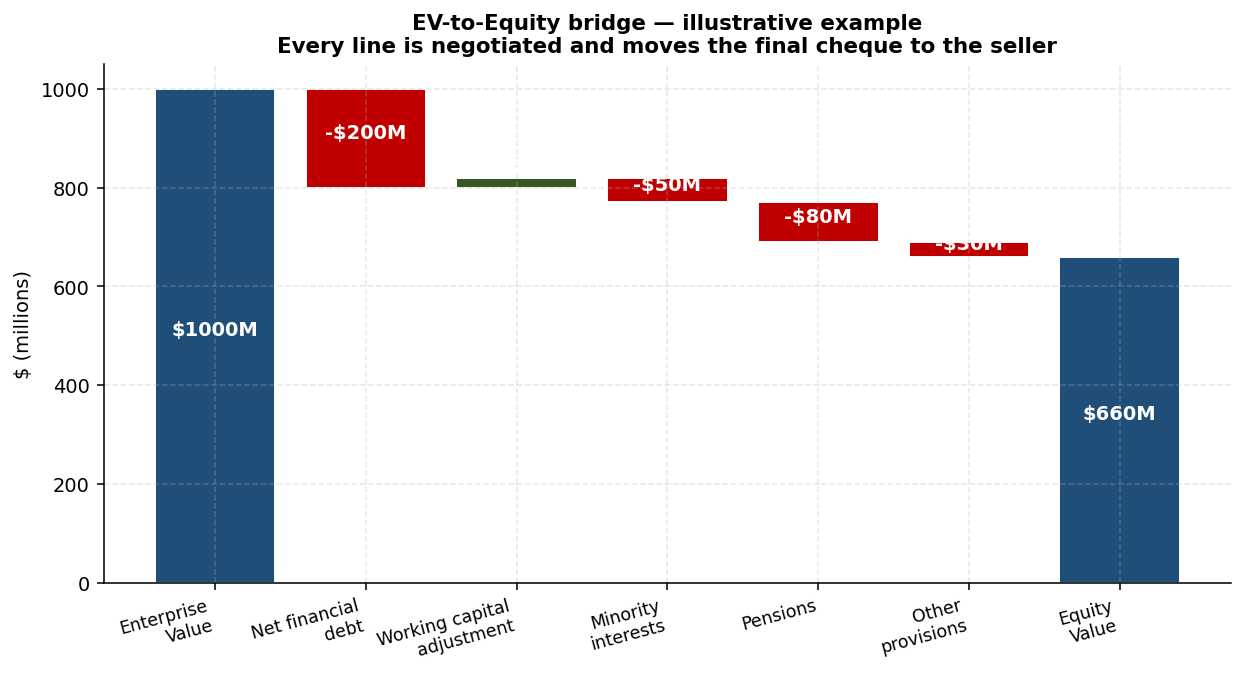 EV-to-Equity bridge — illustrative example
Every line is negotiated and moves the final cheque to the seller
$ (millions)
1000
800
600
400
200
0
$1000M
-$200M
-$50M
-$80M
-$30M
$660M
Enterprise
Value
Net financial
debt
Working capital
adjustment
Minority
interests
Pensions
Other
provisions
Equity
Value